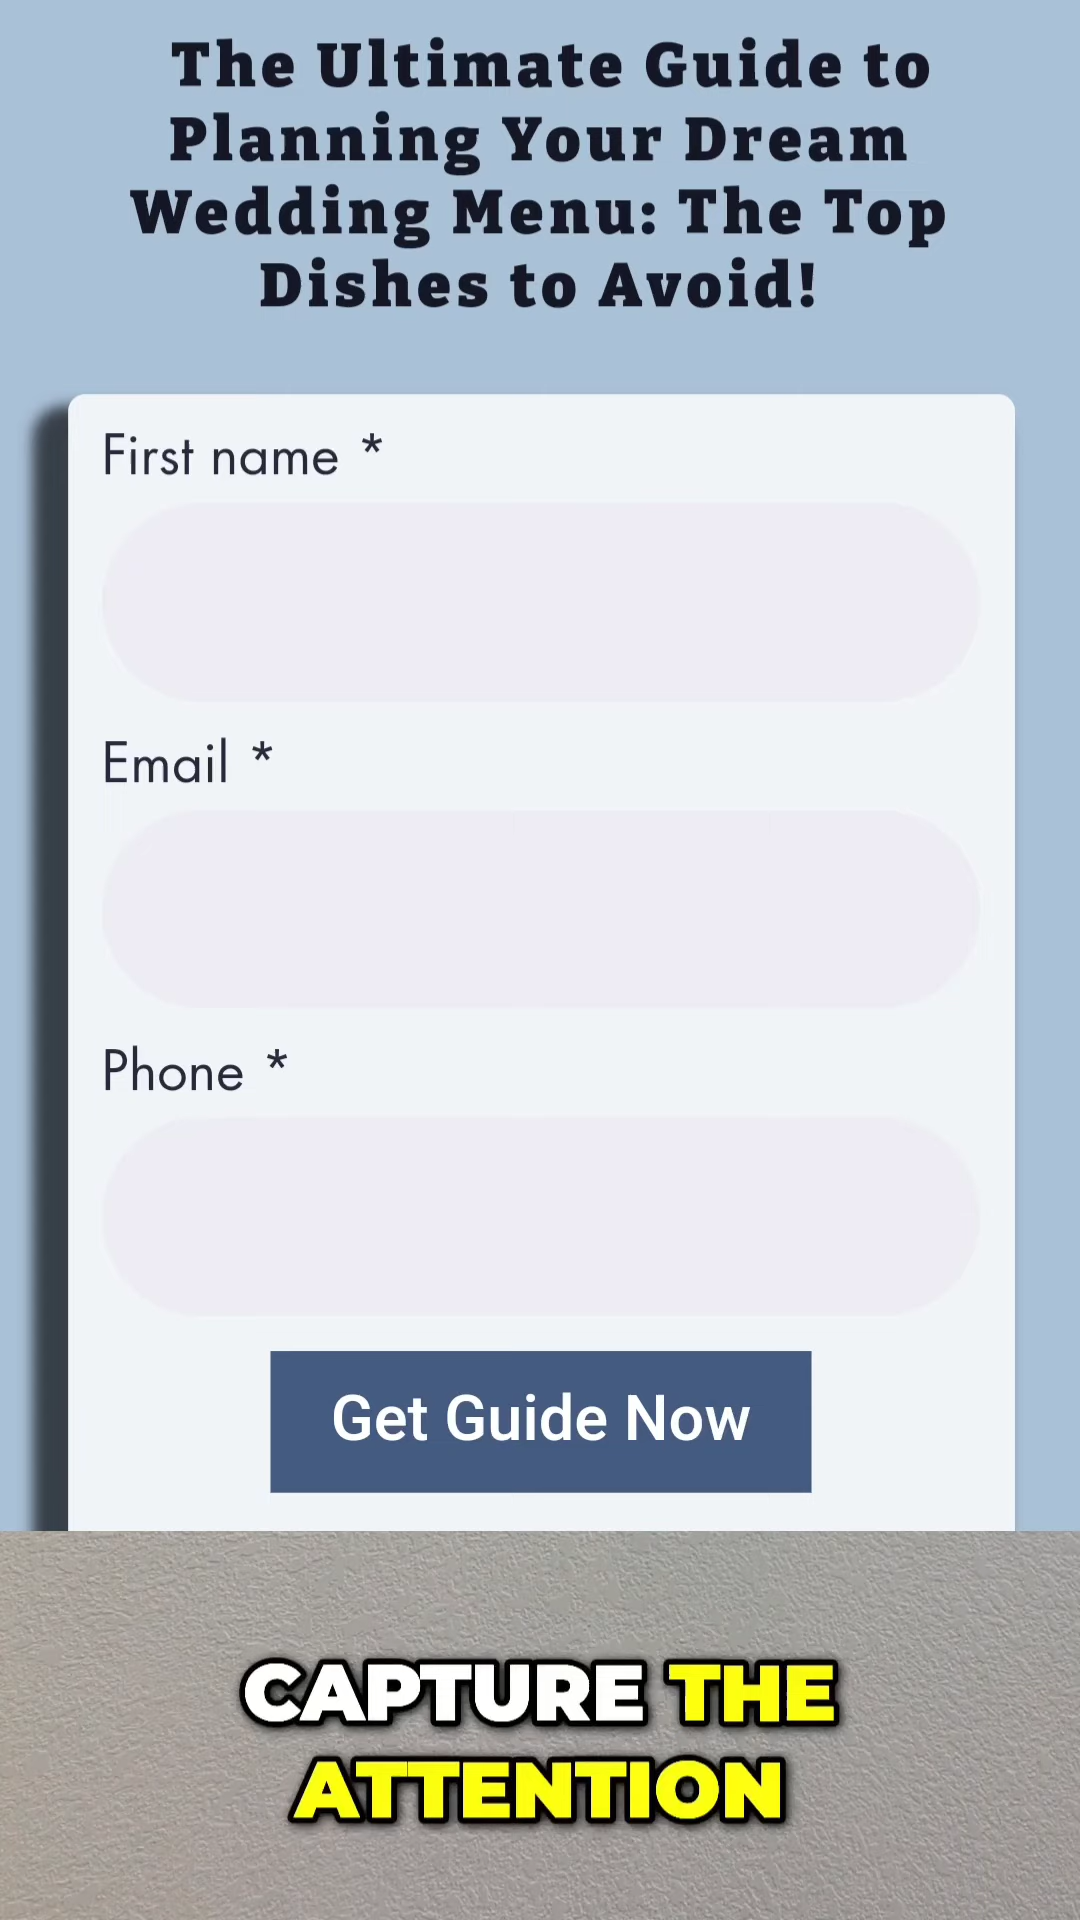 The Ultimate Guide to
Planning Your Dream
Wedding Menu: The Top
Dishes to Avoid!
First name *
Email *
Phone *
Get Guide Now
CAPTURE THE
ATTENTION